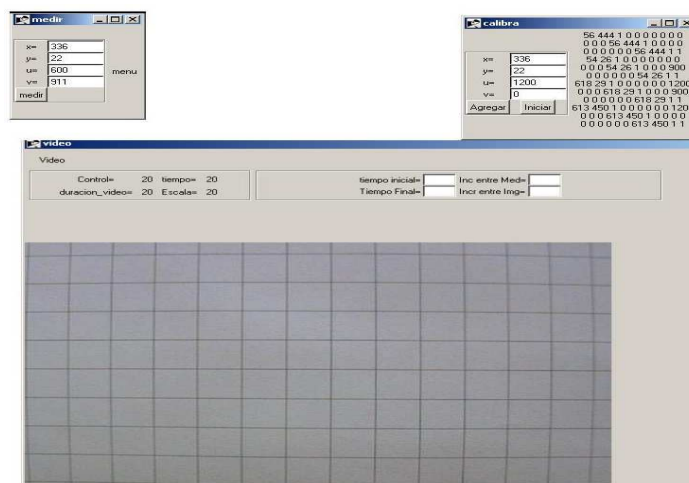 medir
x= 336
y= 22
u= 600
v= 911
menu
medir
calibra
x= 336
y= 22
u= 1200
v= 0
Agregar Iniciar
56 444 1 0 0 0 0 0 0 0
0 0 0 56 444 1 0 0 0 0
0 0 0 0 0 0 56 444 1 1
54 26 1 0 0 0 0 0 0 0
0 0 0 54 26 1 0 0 0 900
0 0 0 0 0 0 54 26 1 1
618 29 1 0 0 0 0 0 0 1200
0 0 0 618 29 1 0 0 0 900
0 0 0 0 0 0 618 29 1 1
613 450 1 0 0 0 0 0 0 120
0 0 0 613 450 1 0 0 0 0
0 0 0 0 0 0 613 450 1 1
video
Video
Control= 20 tiempo= 20
duracion_video= 20 Escala= 20
tiempo inicial= Inc entre Med=
Tiempo Final= Incr entre Img=